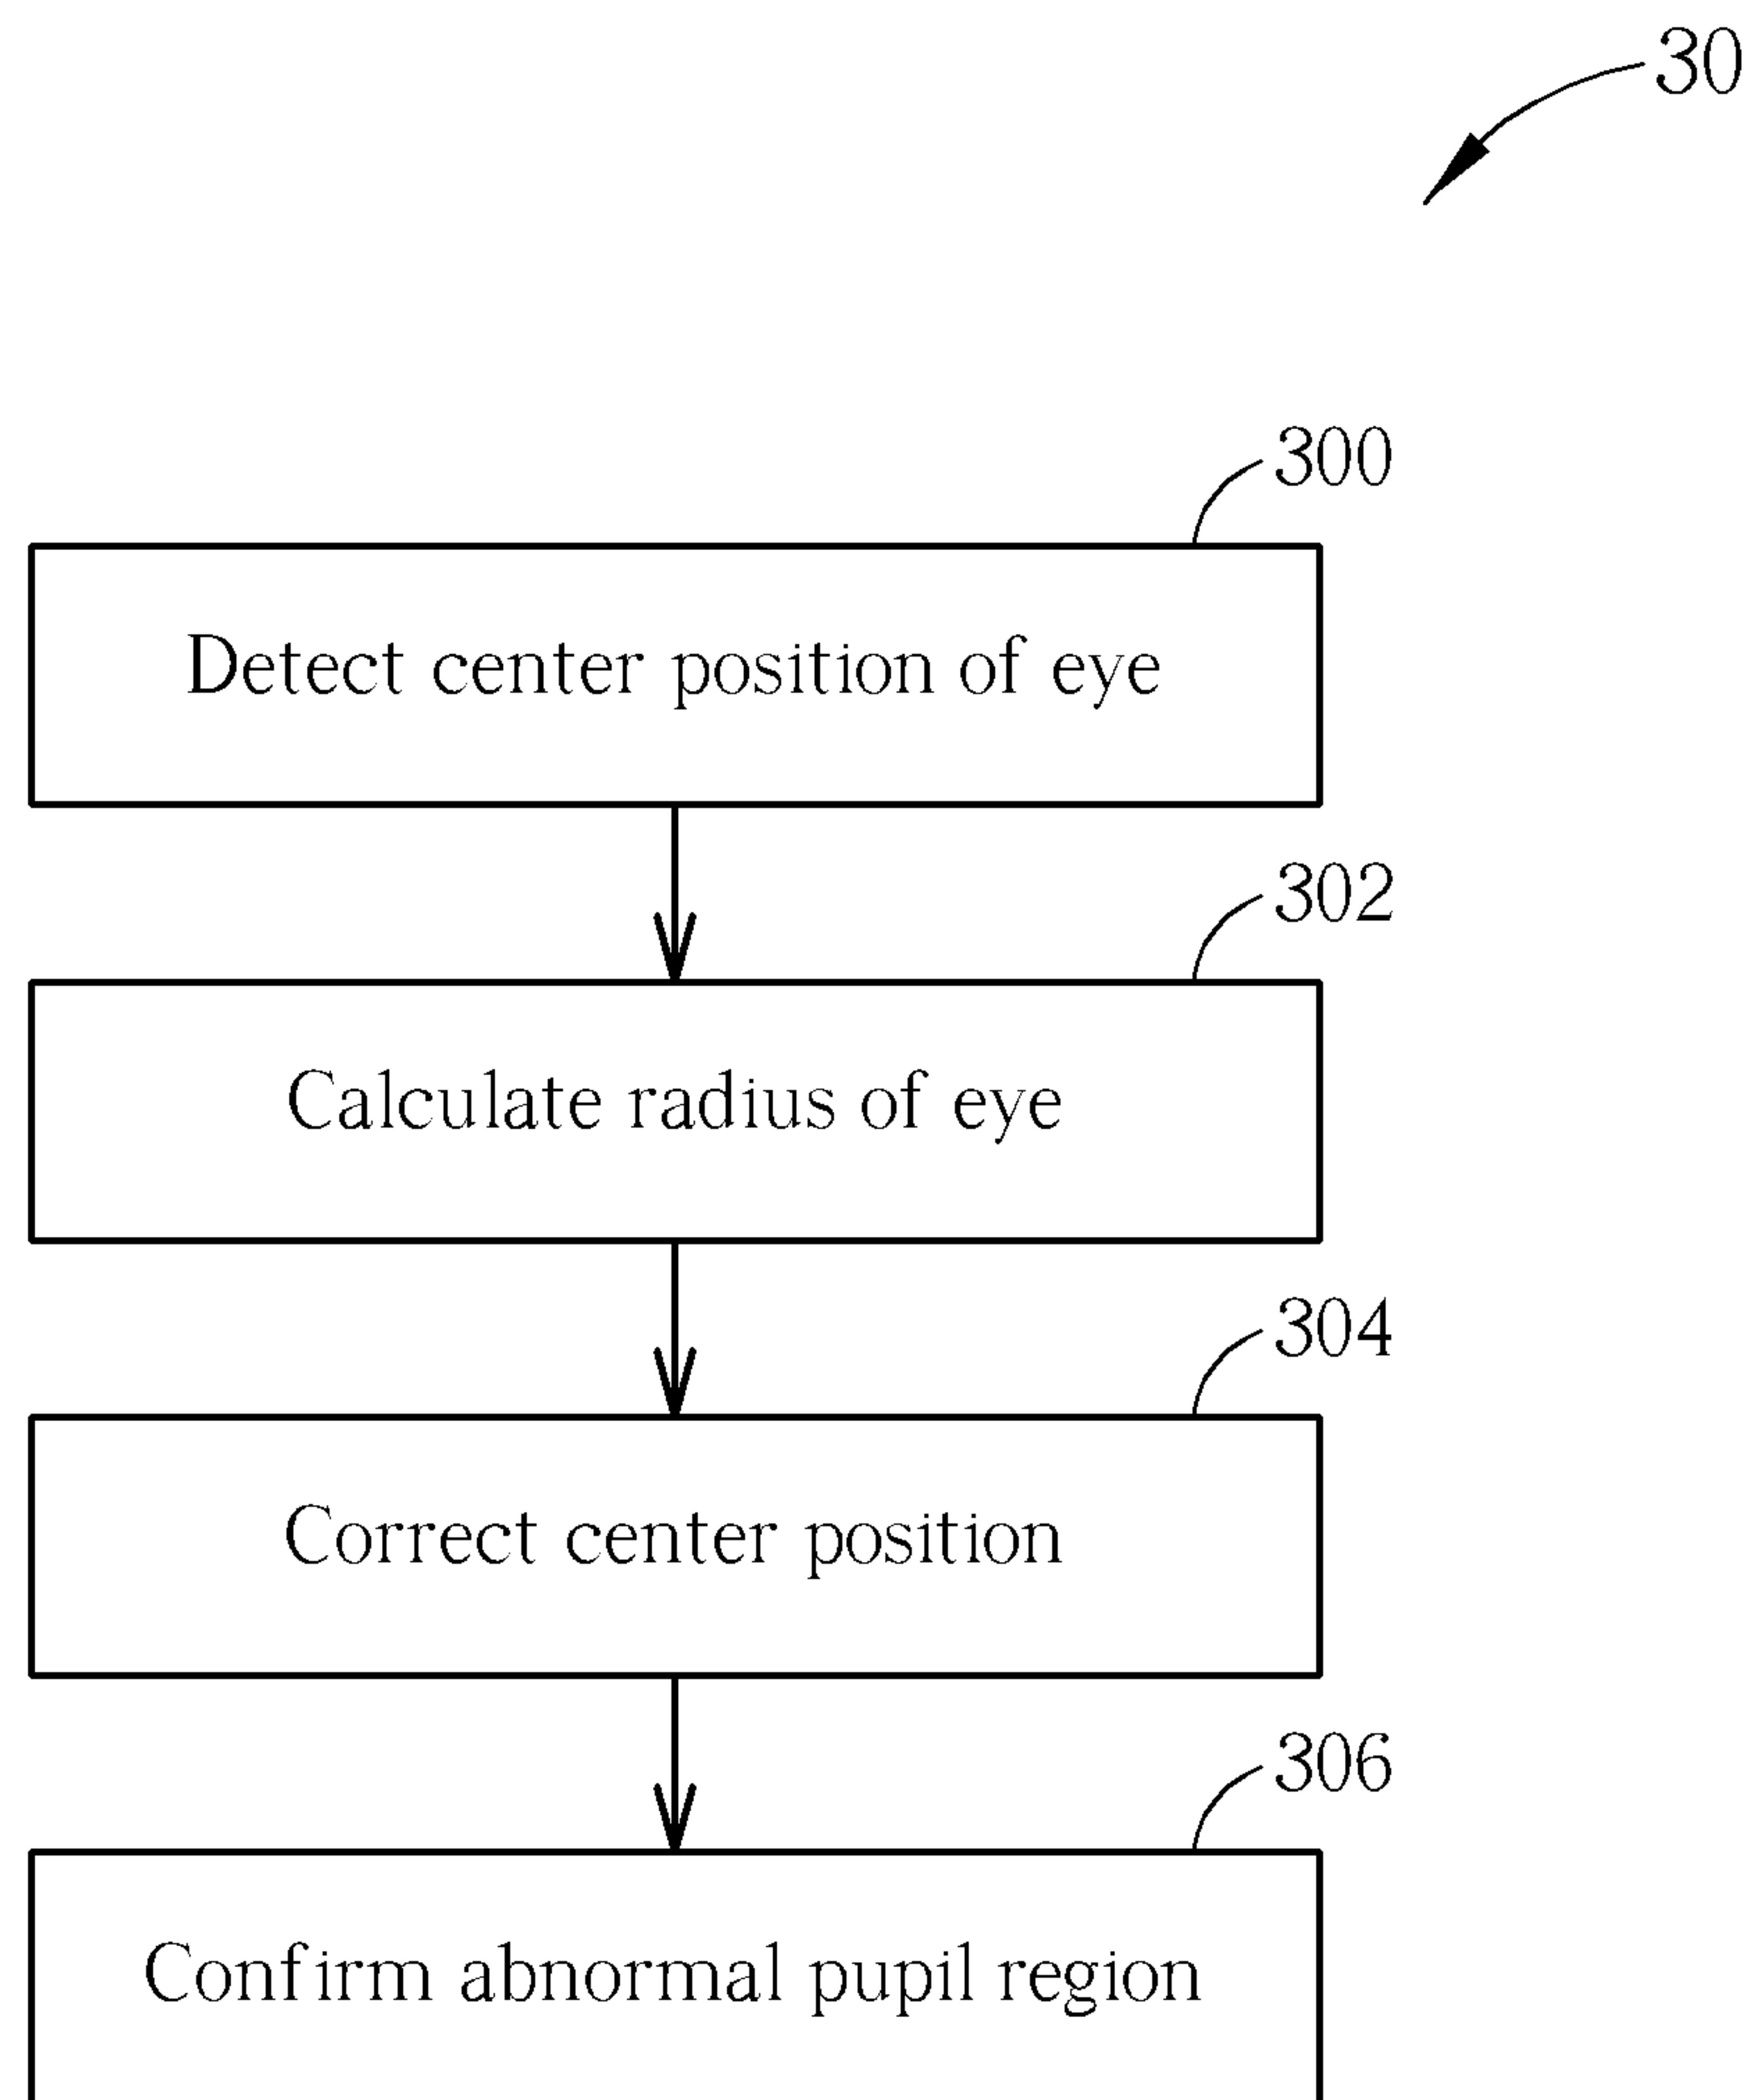 30
300
Detect center position of eye
302
Calculate radius of eye
304
Correct center position
306
Confirm abnormal pupil region